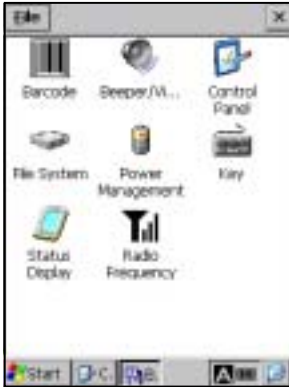 File ×
Barcode Beeper/Vi... Control Panel
File System Power Management Key
Status Display Radio Frequency
Start C. B. A